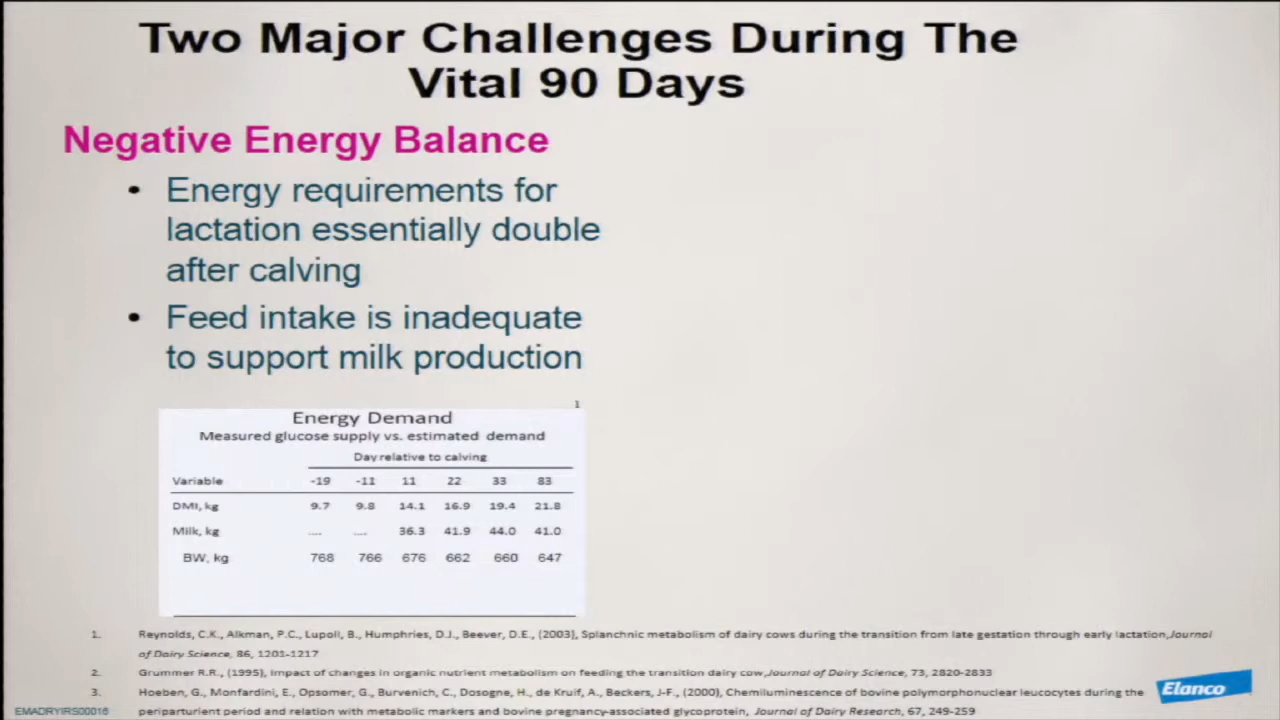 Two Major Challenges During The
Vital 90 Days
Negative Energy Balance
• Energy requirements for
lactation essentially double
after calving
• Feed intake is inadequate
to support milk production
1
Energy Demand
Measured glucose supply vs. estimated demand
Day relative to calving
Variable -19 -11 11 22 33 83
DMI, kg 9.7 9.8 14.1 16.9 19.4 21.8
Milk, kg .... .... 36.3 41.9 44.0 41.0
BW, kg 768 766 676 662 660 647
1. Reynolds, C.K., Aikman, P.C., Lupoli, B., Humphries, D.J., Beever, D.E., (2003), Splanchnic metabolism of dairy cows during the transition from late gestation through early lactation,Journal
of Dairy Science, 86, 1201-1217
2. Grummer R.R., (1995), Impact of changes in organic nutrient metabolism on feeding the transition dairy cow,Journal of Dairy Science, 73, 2820-2833
3. Hoeben, G., Monfardini, E., Opsomer, G., Burvenich, C., Dosogne, H., de Kruif, A., Beckers, J-F., (2000), Chemiluminescence of bovine polymorphonuclear leucocytes during the
periparturient period and relation with metabolic markers and bovine pregnancy-associated glycoprotein, Journal of Dairy Research, 67, 249-259
Elanco
EMADRYIRS00016